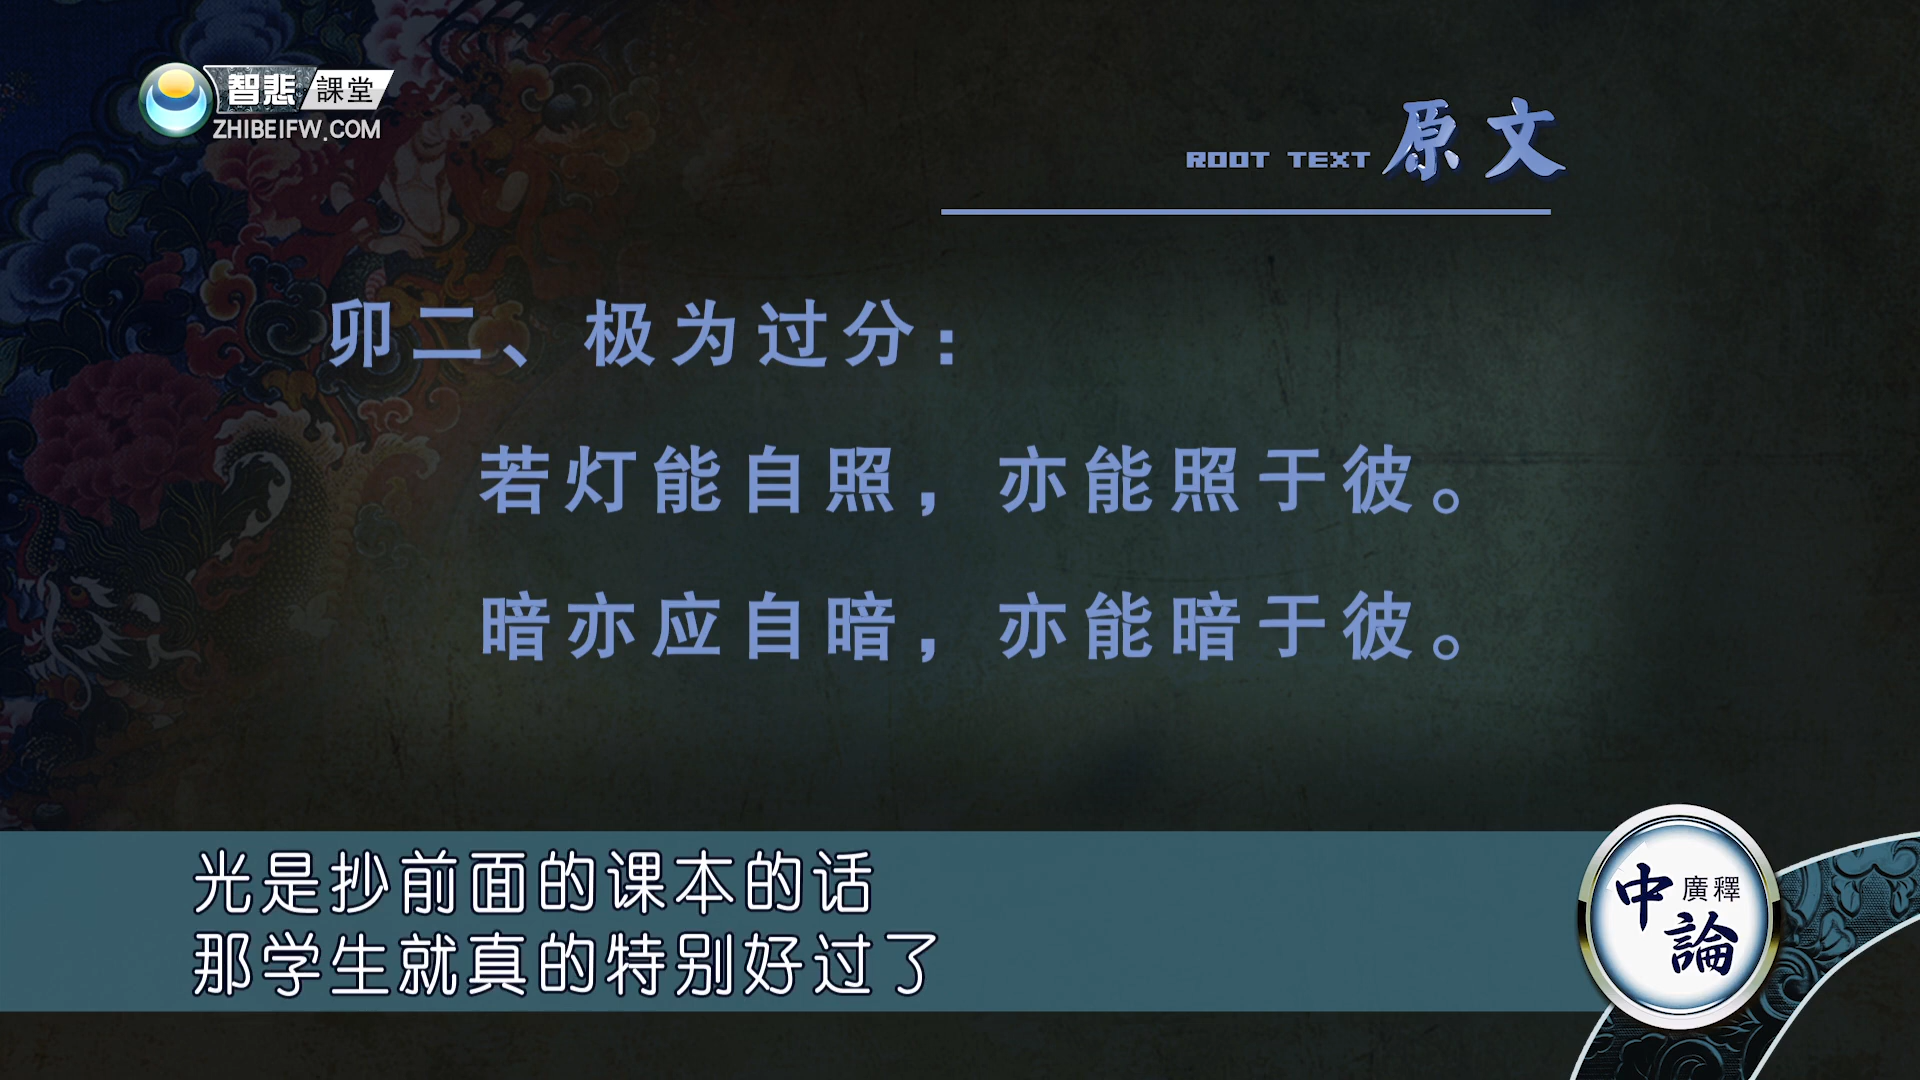 智悲課堂
ZHIBEIFW.COM
ROOT TEXT 原文
卯二、极为过分：
若灯能自照，亦能照于彼。
暗亦应自暗，亦能暗于彼。
光是抄前面的课本的话
那学生就真的特别好过了
中論
廣釋